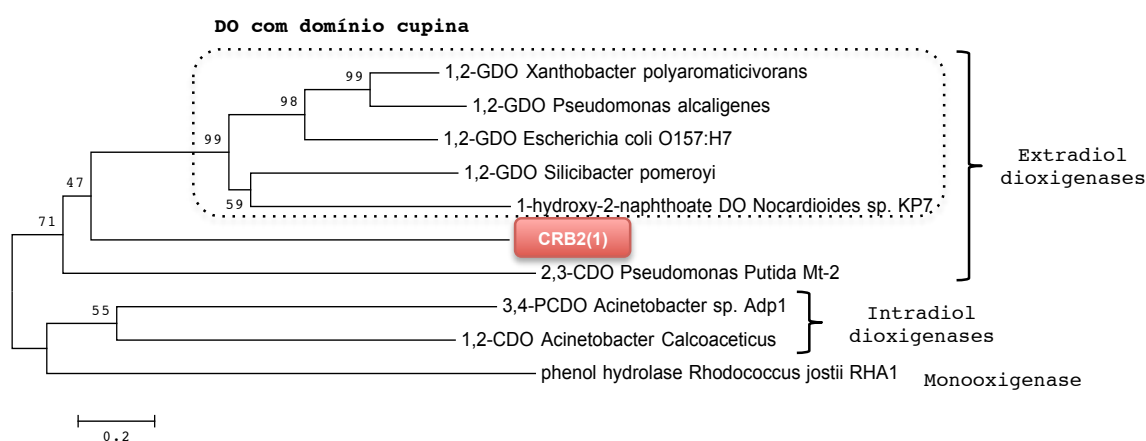 DO com domínio cupina
99
1,2-GDO Xanthobacter polyaromaticivorans
98
1,2-GDO Pseudomonas alcaligenes
99
1,2-GDO Escherichia coli O157:H7
Extradiol
dioxigenases
47
1,2-GDO Silicibacter pomeroyi
59
1-hydroxy-2-naphthoate DO Nocardioides sp. KP7
71
CRB2(1)
2,3-CDO Pseudomonas Putida Mt-2
55
3,4-PCDO Acinetobacter sp. Adp1
Intradiol
dioxigenases
1,2-CDO Acinetobacter Calcoaceticus
phenol hydrolase Rhodococcus jostii RHA1
Monooxigenase
0.2